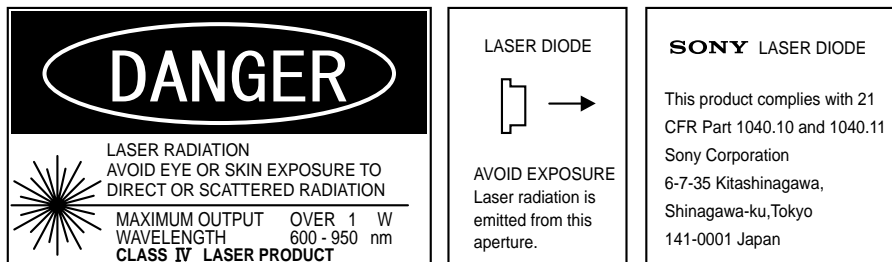 DANGER
LASER RADIATION
AVOID EYE OR SKIN EXPOSURE TO
DIRECT OR SCATTERED RADIATION
MAXIMUM OUTPUT OVER 1 W
WAVELENGTH 600 - 950 nm
CLASS IV LASER PRODUCT
LASER DIODE
AVOID EXPOSURE
Laser radiation is
emitted from this
aperture.
SONY LASER DIODE
This product complies with 21
CFR Part 1040.10 and 1040.11
Sony Corporation
6-7-35 Kitashinagawa,
Shinagawa-ku,Tokyo
141-0001 Japan